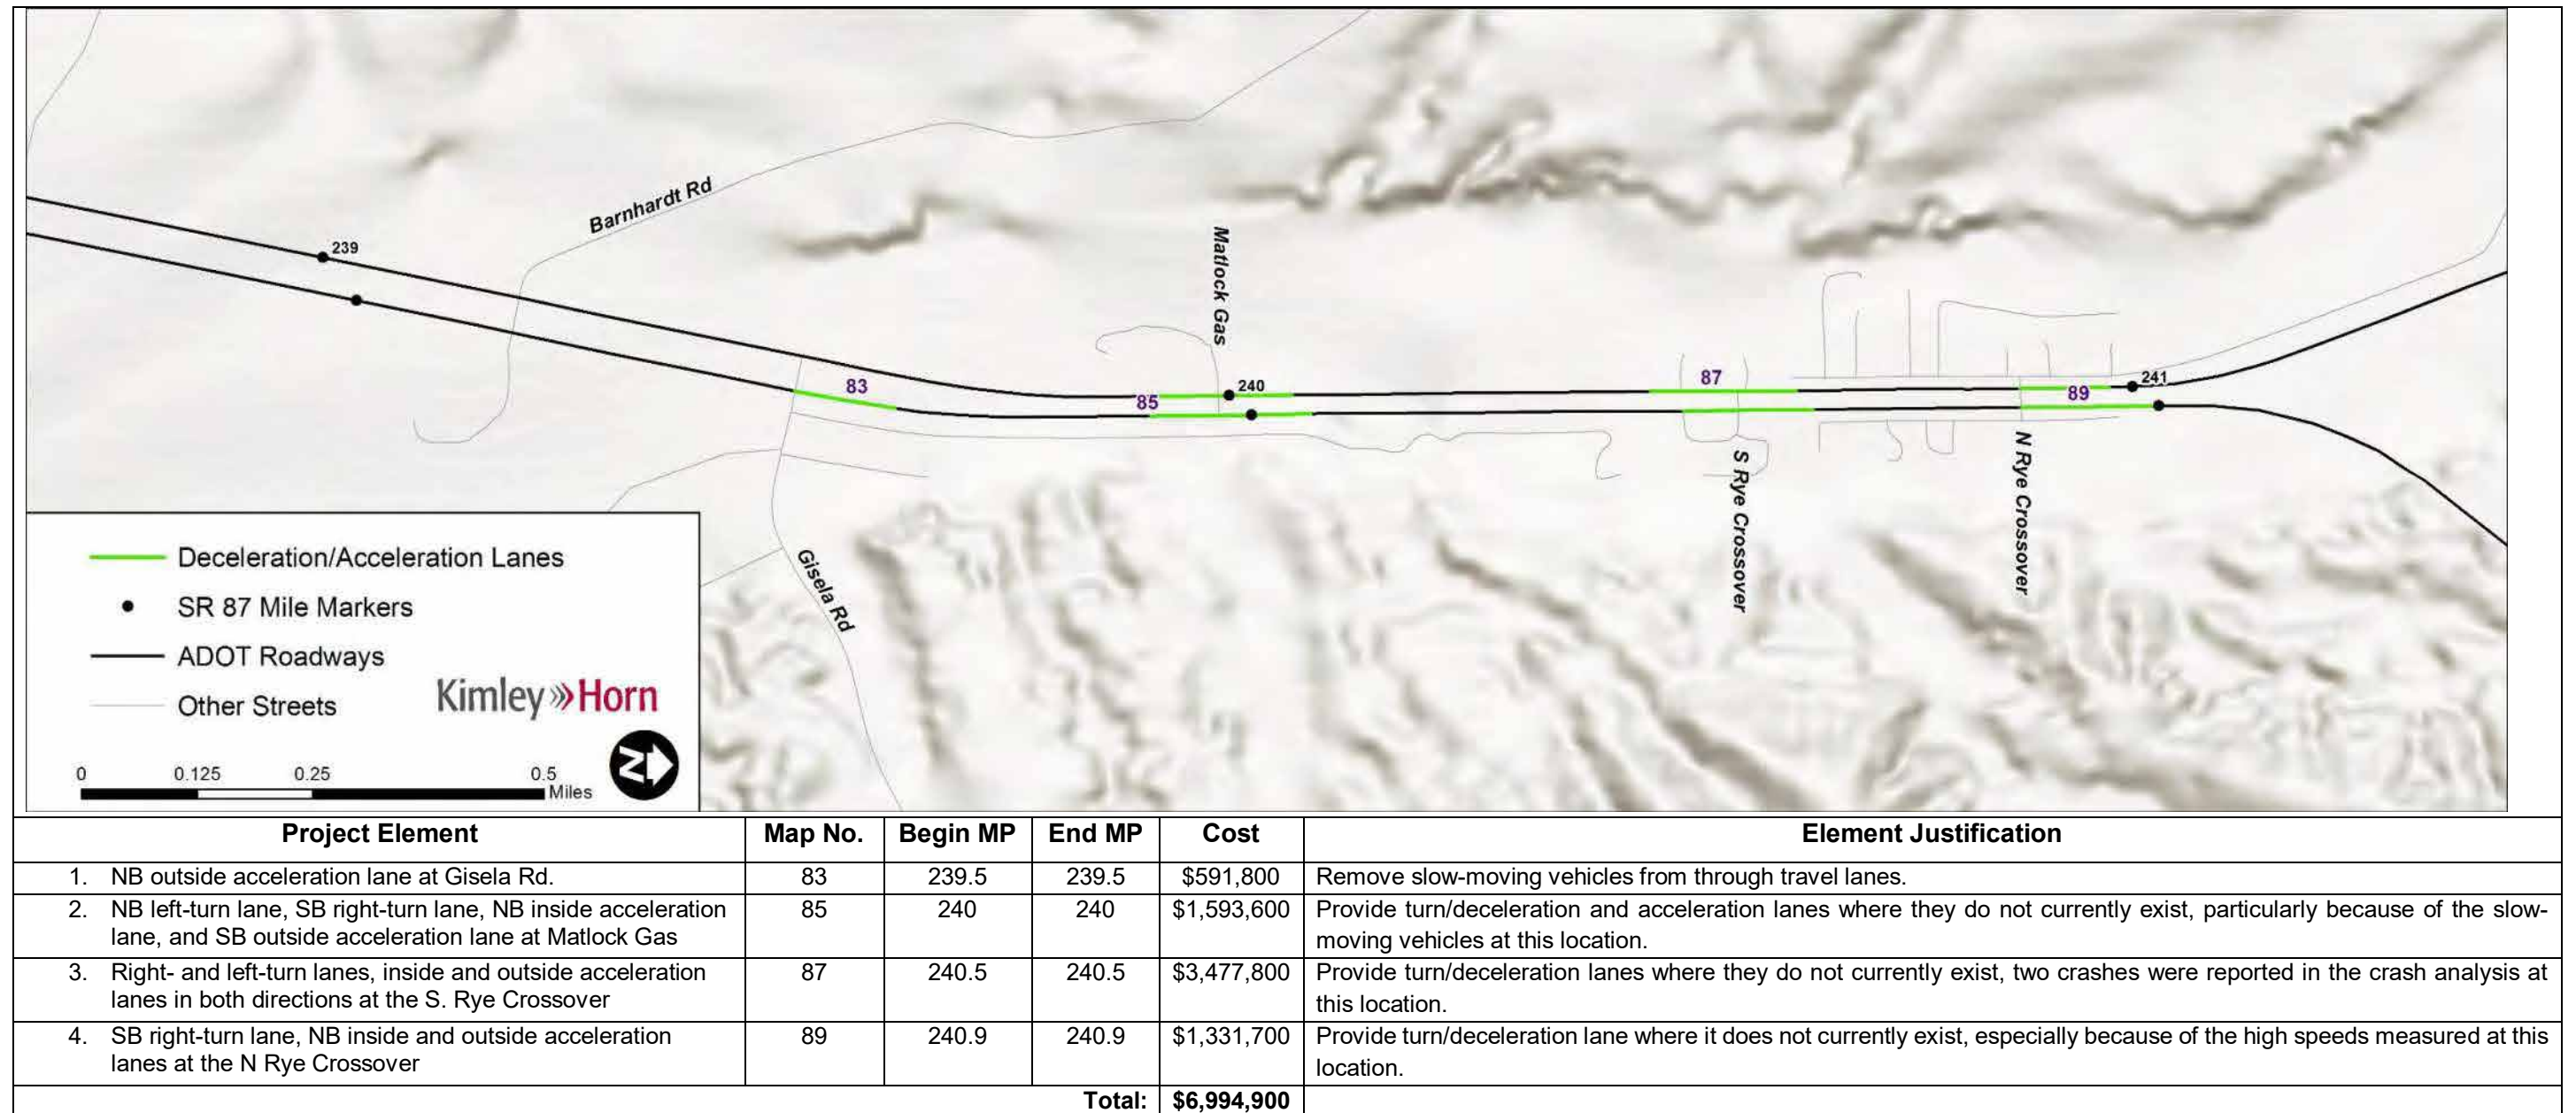 Barnhardt Rd
239
Matlock Gas
83
85
240
87
89
241
S Rye Crossover
N Rye Crossover
Gisela Rd
Deceleration/Acceleration Lanes
SR 87 Mile Markers
ADOT Roadways
Other Streets
Kimley»Horn
0 0.125 0.25 0.5
Miles
N
Project Element Map No. Begin MP End MP Cost Element Justification
1. NB outside acceleration lane at Gisela Rd. 83 239.5 239.5 $591,800 Remove slow-moving vehicles from through travel lanes.
2. NB left-turn lane, SB right-turn lane, NB inside acceleration
lane, and SB outside acceleration lane at Matlock Gas
85 240 240 $1,593,600
Provide turn/deceleration and acceleration lanes where they do not currently exist, particularly because of the slow-
moving vehicles at this location.
3. Right- and left-turn lanes, inside and outside acceleration
lanes in both directions at the S. Rye Crossover
87 240.5 240.5 $3,477,800
Provide turn/deceleration lanes where they do not currently exist, two crashes were reported in the crash analysis at
this location.
4. SB right-turn lane, NB inside and outside acceleration
lanes at the N Rye Crossover
89 240.9 240.9 $1,331,700
Provide turn/deceleration lane where it does not currently exist, especially because of the high speeds measured at this
location.
Total: $6,994,900